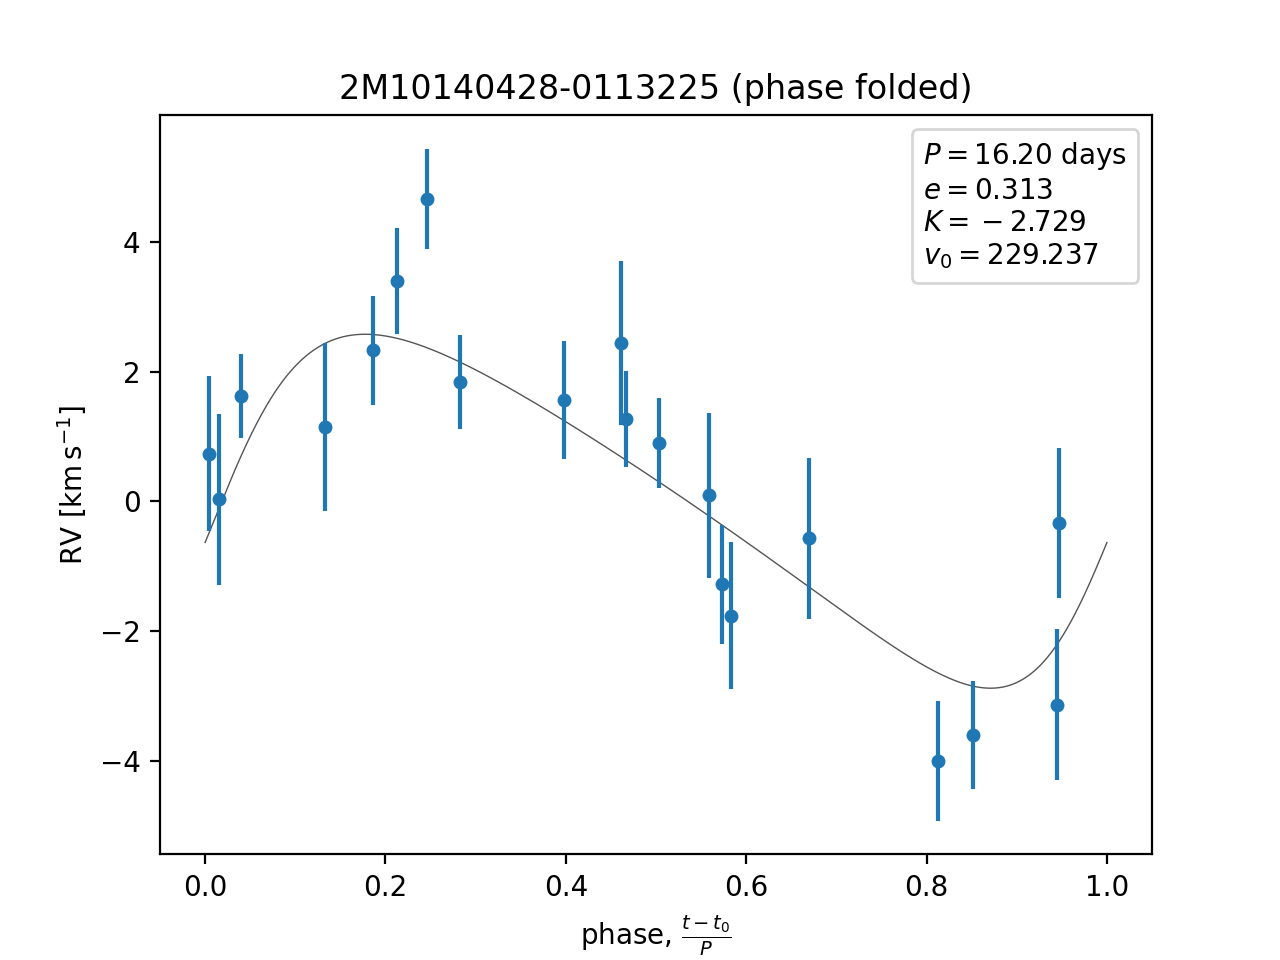 2M10140428-0113225 (phase folded)
P = 16.20 days
e = 0.313
K = −2.729
v₀ = 229.237
RV [km s⁻¹]
4
2
0
−2
−4
0.0 0.2 0.4 0.6 0.8 1.0
phase, (t − t₀)/P